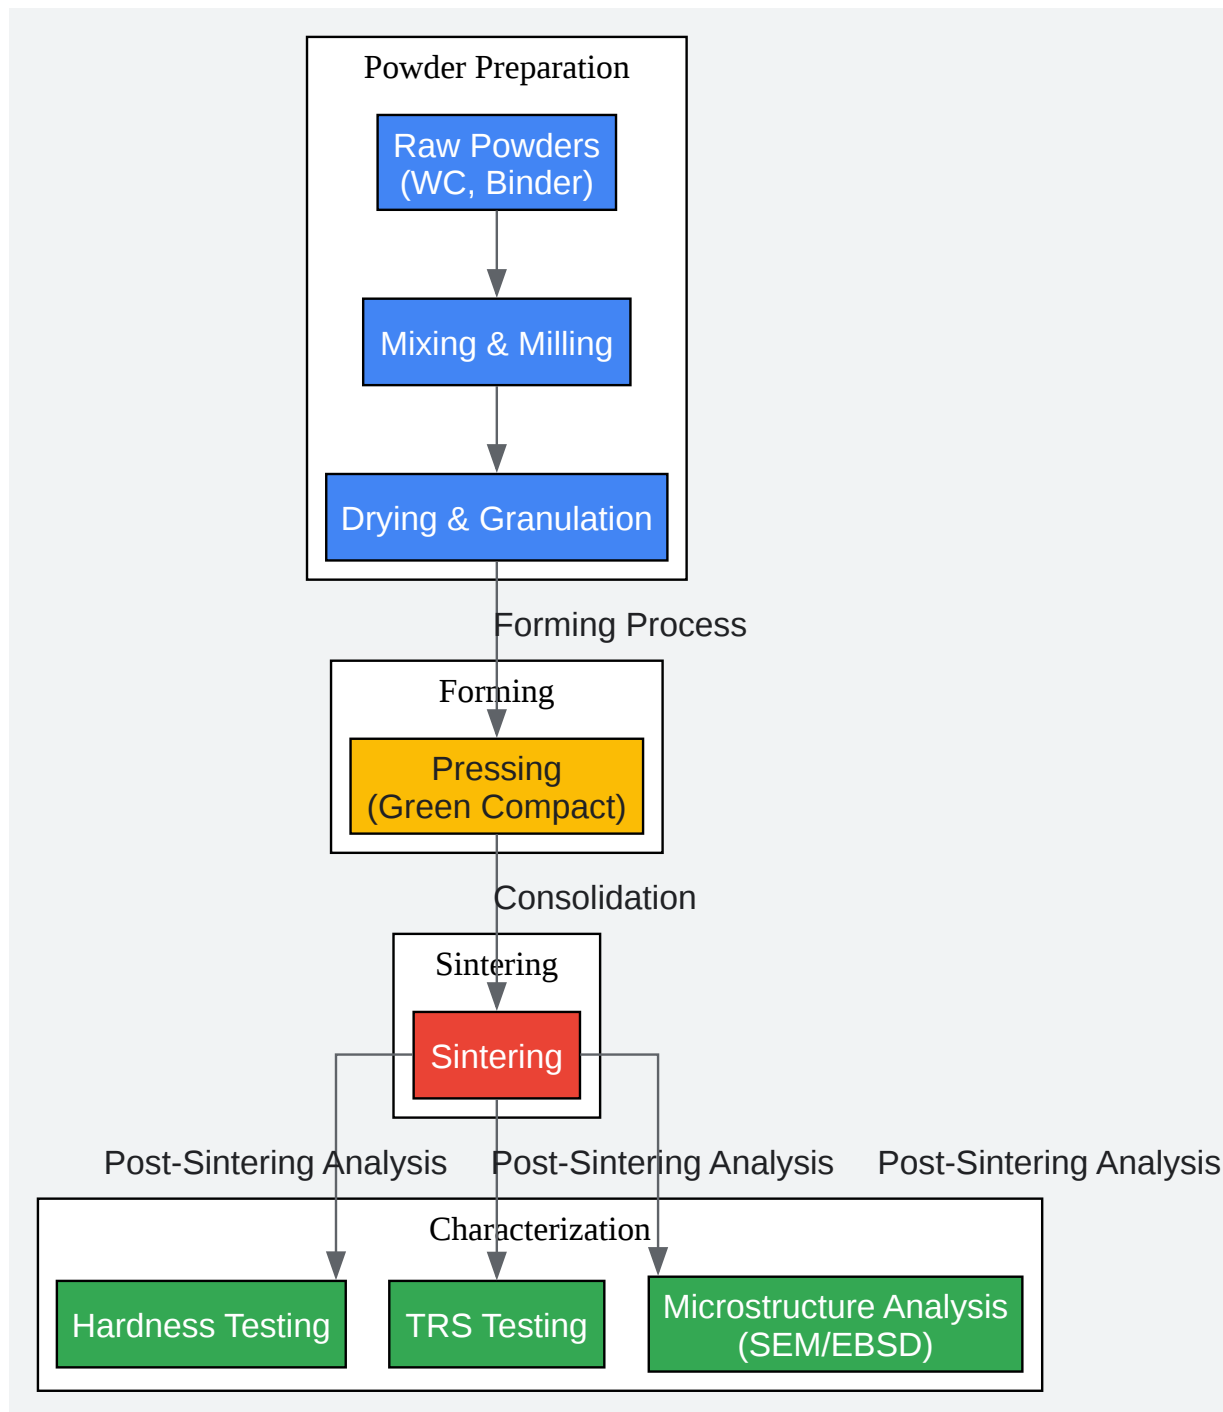 Powder Preparation
Raw Powders
(WC, Binder)
Mixing & Milling
Drying & Granulation
Forming Process
Forming
Pressing
(Green Compact)
Consolidation
Sintering
Sintering
Post-Sintering Analysis
Post-Sintering Analysis
Post-Sintering Analysis
Characterization
Hardness Testing
TRS Testing
Microstructure Analysis
(SEM/EBSD)